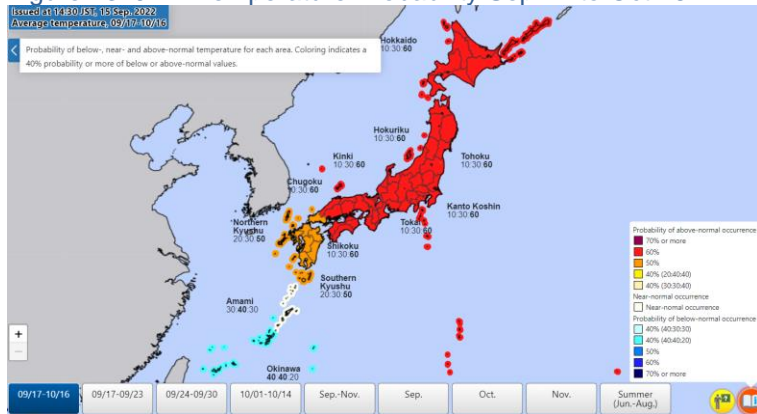 Issued at 14:30 JST, 15 Sep. 2022
Average temperature, 09/17-10/16
Probability of below-, near- and above-normal temperature for each area. Coloring indicates a
40% probability or more of below or above-normal values.
Hokkaido
10:30:60
Hokuriku
10:30:60
Tohoku
10:30:60
Kinki
10:30:60
Chugoku
10:30:60
Kanto Koshin
10:30:60
Tokai
10:30:60
Northern
Kyushu
20:30:50
Shikoku
10:30:60
Southern
Kyushu
20:30:50
Amami
30:40:30
Okinawa
40:40:20
Probability of above-normal occurrence
70% or more
60%
50%
40% (20:40:40)
40% (30:30:40)
Near-normal occurrence
Near-normal occurrence
Probability of below-normal occurrence
40% (40:30:30)
40% (40:40:20)
50%
60%
70% or more
+
−
09/17-10/16
09/17-09/23
09/24-09/30
10/01-10/14
Sep.-Nov.
Sep.
Oct.
Nov.
Summer
(Jun.-Aug.)